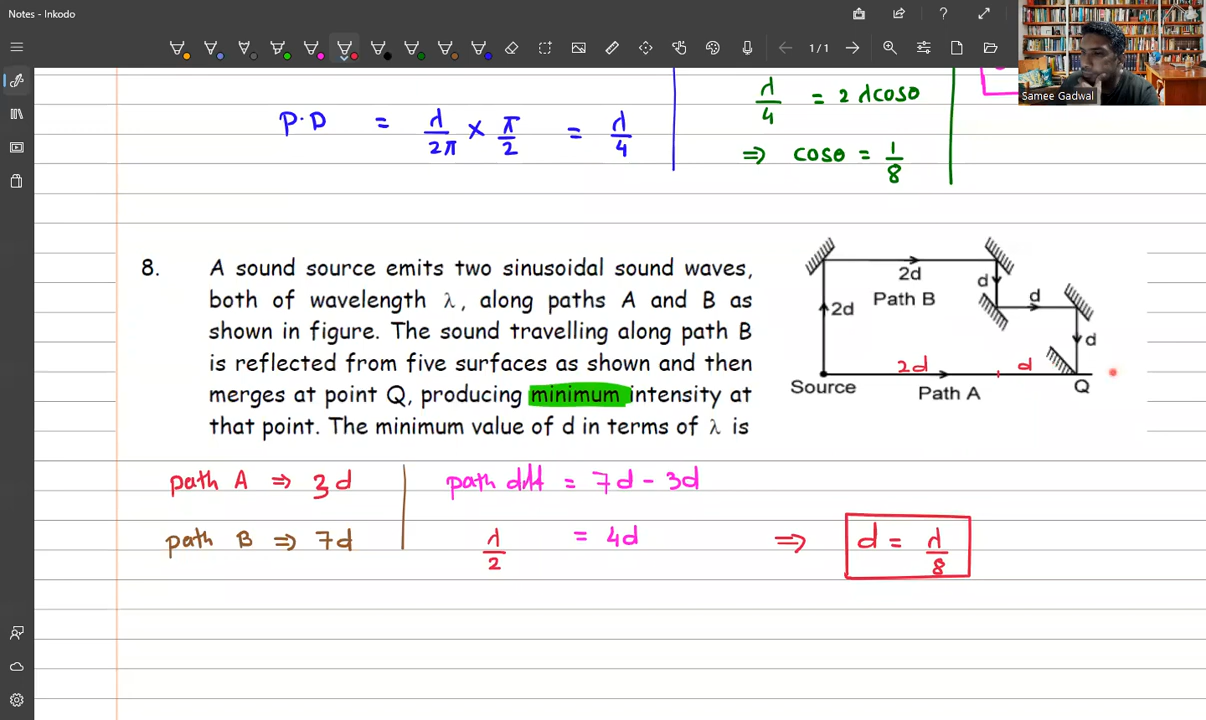 Notes - Inkodo
1/1
Samee Gadwal
P.D = λ/2π × π/2 = λ/4
λ/4 = 2 λcosθ
⇒ cosθ = 1/8
8. A sound source emits two sinusoidal sound waves,
both of wavelength λ, along paths A and B as
shown in figure. The sound travelling along path B
is reflected from five surfaces as shown and then
merges at point Q, producing minimum intensity at
that point. The minimum value of d in terms of λ is
2d
Path B
2d
d
d
d
2d
d
Source
Path A
Q
path A ⇒ 3d
path B ⇒ 7d
path diff = 7d - 3d
λ/2 = 4d
⇒ d = λ/8